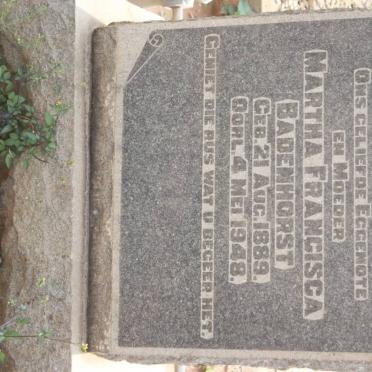 ONS GELIEFDE EGGENOTE
EN MOEDER
MARTHA FRANCISCA
BADENHORST
GEB. 21 AUG. 1889.
OORL. 4 MEI 1948.
GENIET DIE RUS WAT U BEGEER HET.